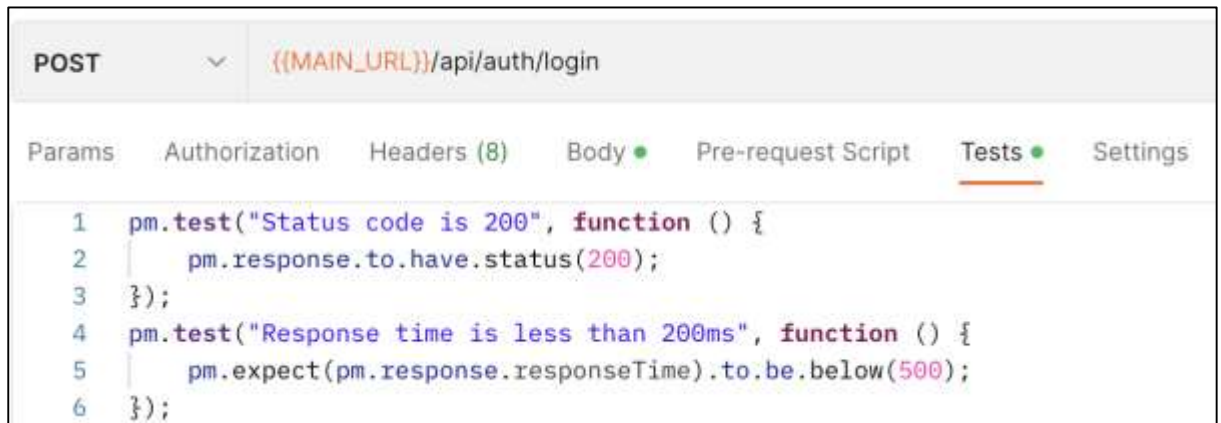 POST {{MAIN_URL}}/api/auth/login
Params Authorization Headers (8) Body Pre-request Script Tests Settings
1 pm.test("Status code is 200", function () {
2 pm.response.to.have.status(200);
3 });
4 pm.test("Response time is less than 200ms", function () {
5 pm.expect(pm.response.responseTime).to.be.below(500);
6 });